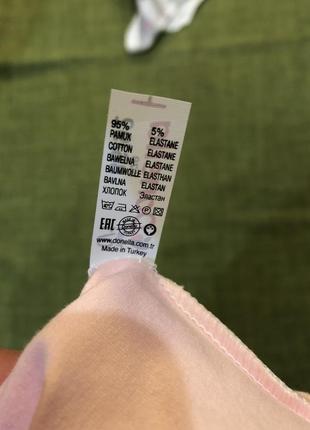 95% 5%
PAMUK ELASTANE
COTTON ELASTANE
BAWEŁNA ELASTANE
BAUMWOLLE ELASTHAN
BAVLNA ELASTAN
ХЛОПОК Эластан
EAC
www.donella.com.tr
Made in Turkey